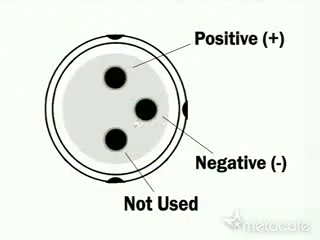 Positive (+)
Negative (-)
Not Used
metacafe